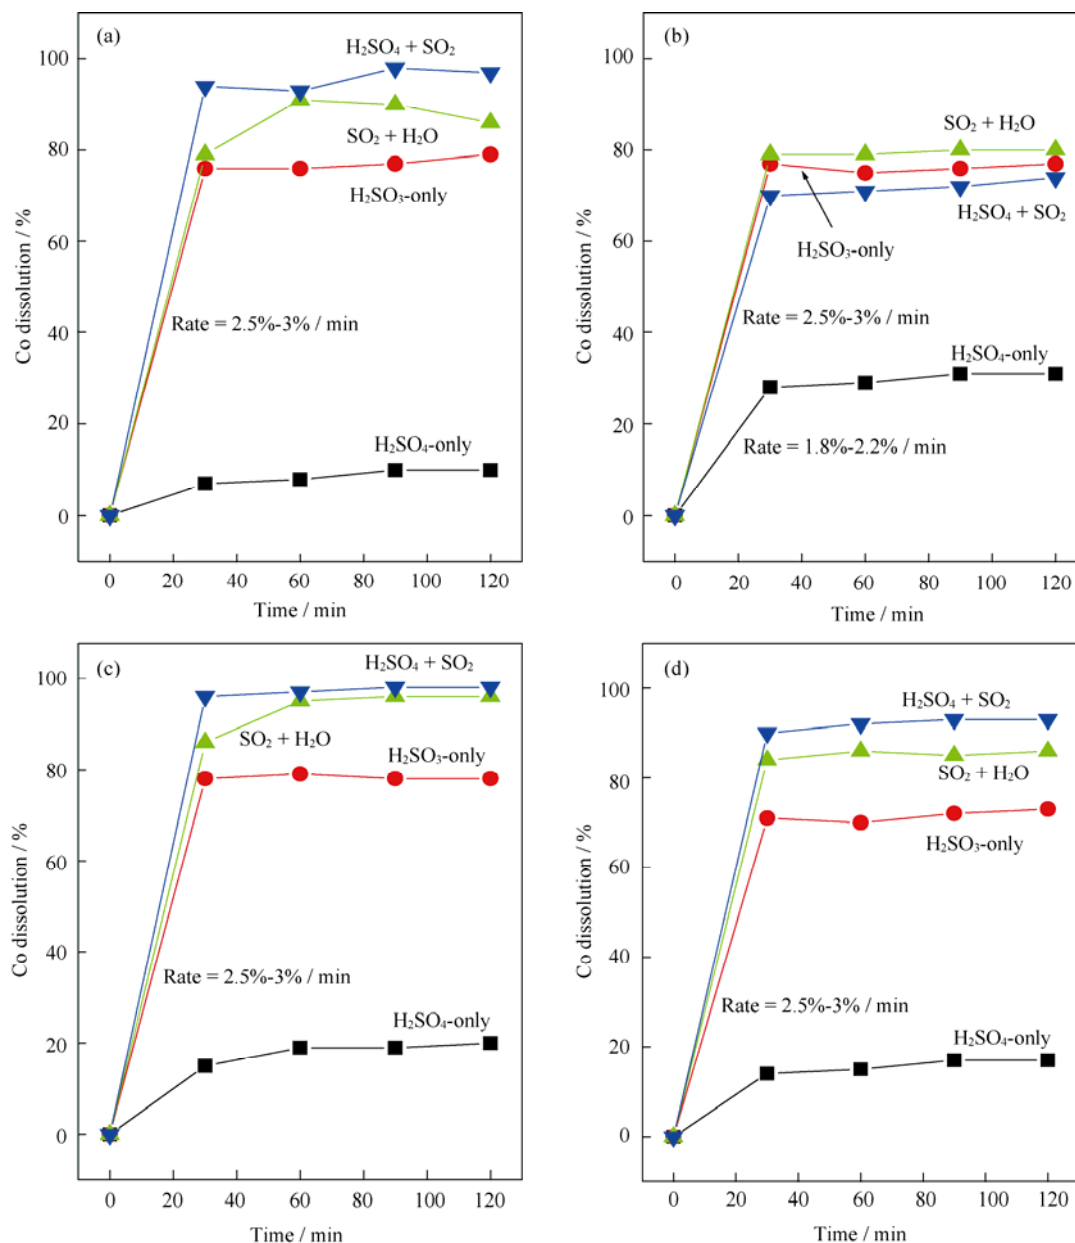 (a)
H₂SO₄ + SO₂
SO₂ + H₂O
H₂SO₃-only
Rate = 2.5%-3% / min
H₂SO₄-only
Co dissolution / %
100
80
60
40
20
0
0 20 40 60 80 100 120
Time / min
(b)
SO₂ + H₂O
H₂SO₄ + SO₂
H₂SO₃-only
Rate = 2.5%-3% / min
H₂SO₄-only
Rate = 1.8%-2.2% / min
Co dissolution / %
100
80
60
40
20
0
0 20 40 60 80 100 120
Time / min
(c)
H₂SO₄ + SO₂
SO₂ + H₂O
H₂SO₃-only
Rate = 2.5%-3% / min
H₂SO₄-only
Co dissolution / %
100
80
60
40
20
0
0 20 40 60 80 100 120
Time / min
(d)
H₂SO₄ + SO₂
SO₂ + H₂O
H₂SO₃-only
Rate = 2.5%-3% / min
H₂SO₄-only
Co dissolution / %
100
80
60
40
20
0
0 20 40 60 80 100 120
Time / min